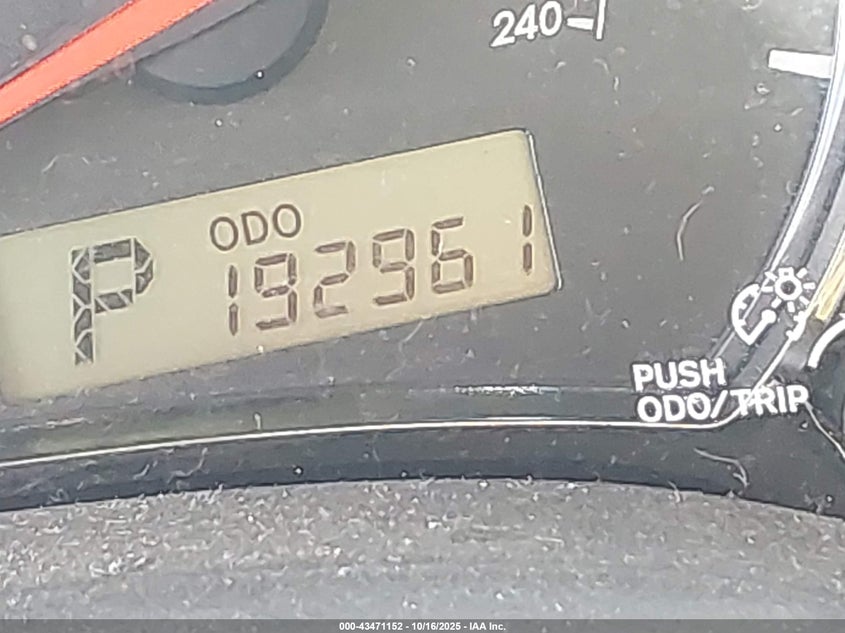 240
ODO
P 192961
PUSH
ODO/TRIP
000-43471152 - 10/16/2025 - IAA Inc.